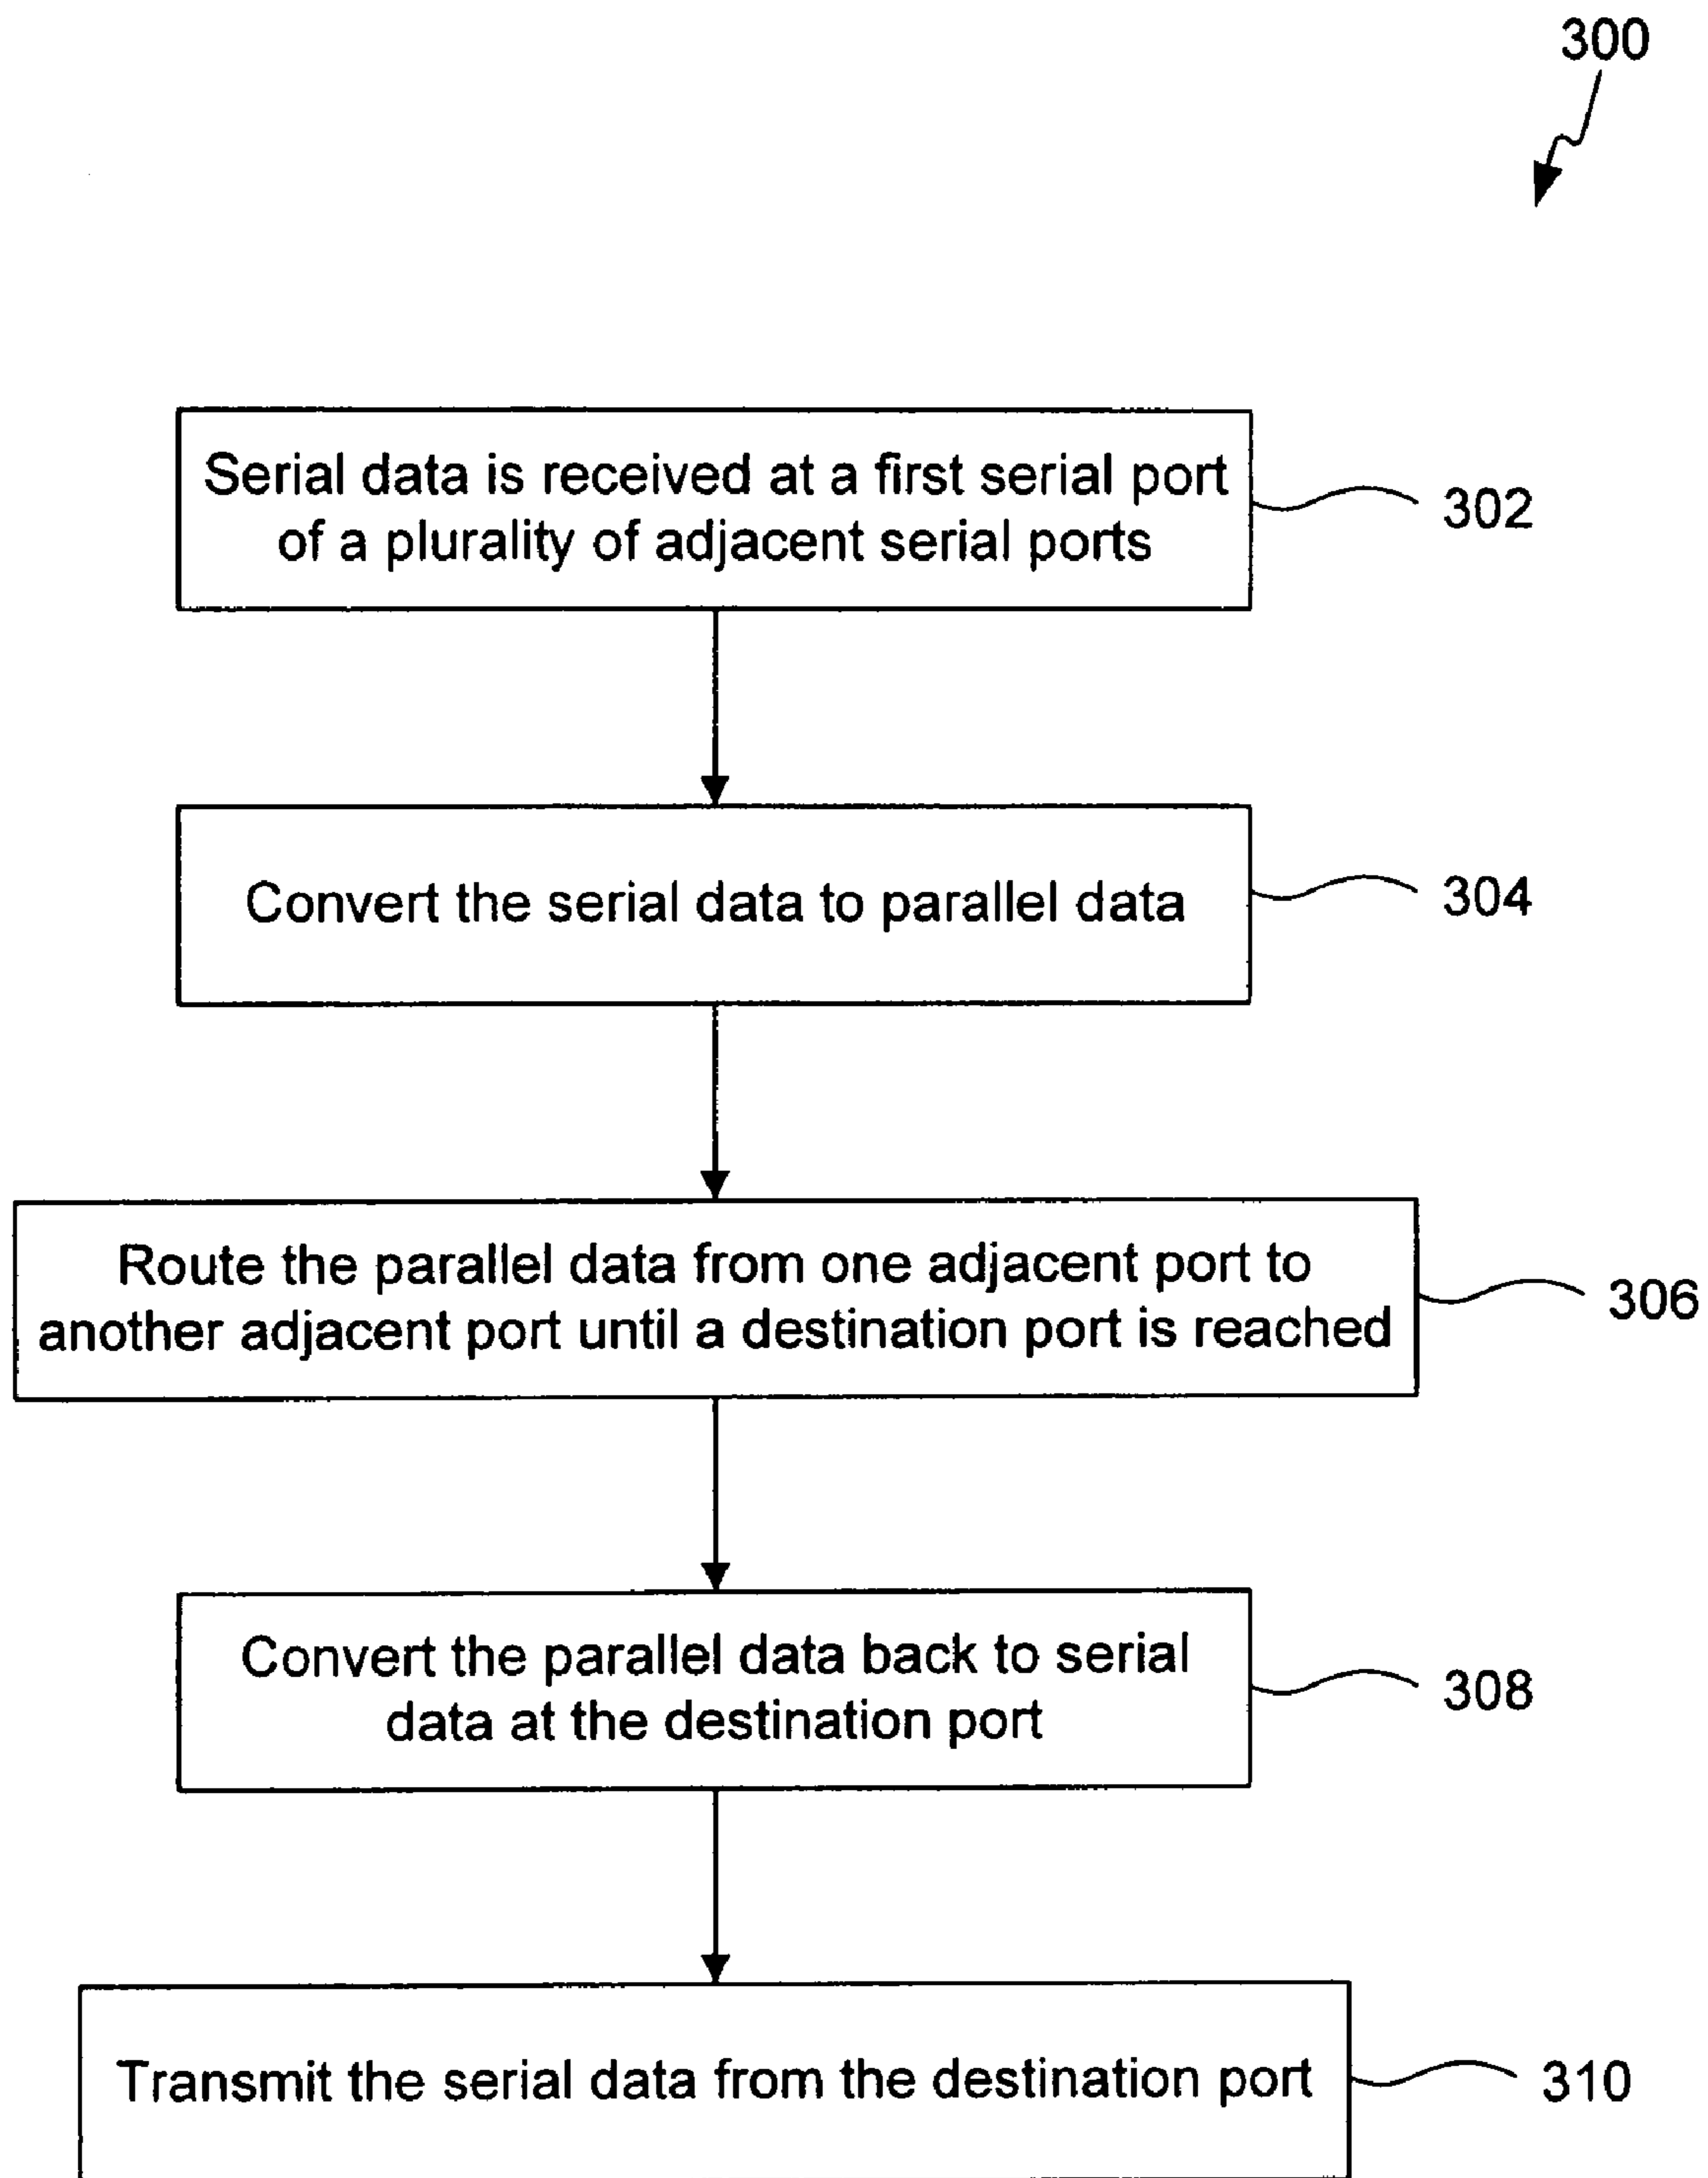 300
Serial data is received at a first serial port
of a plurality of adjacent serial ports
302
Convert the serial data to parallel data
304
Route the parallel data from one adjacent port to
another adjacent port until a destination port is reached
306
Convert the parallel data back to serial
data at the destination port
308
Transmit the serial data from the destination port
310